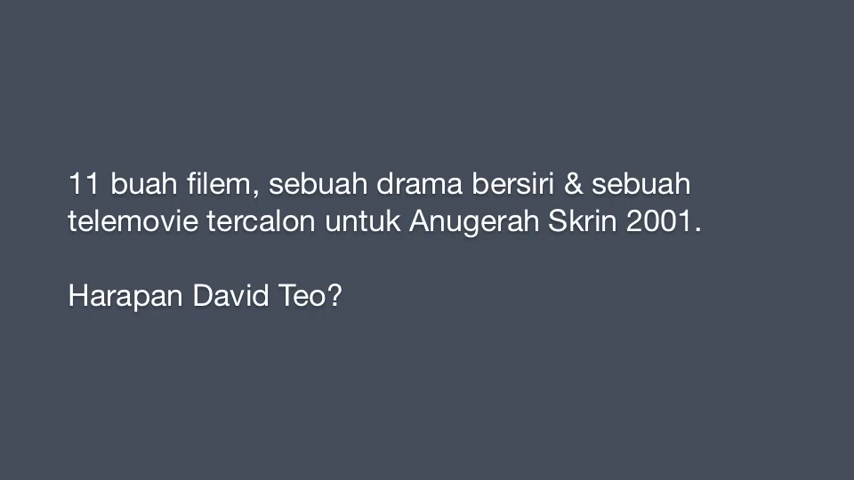 11 buah filem, sebuah drama bersiri & sebuah
telemovie tercalon untuk Anugerah Skrin 2001.
Harapan David Teo?